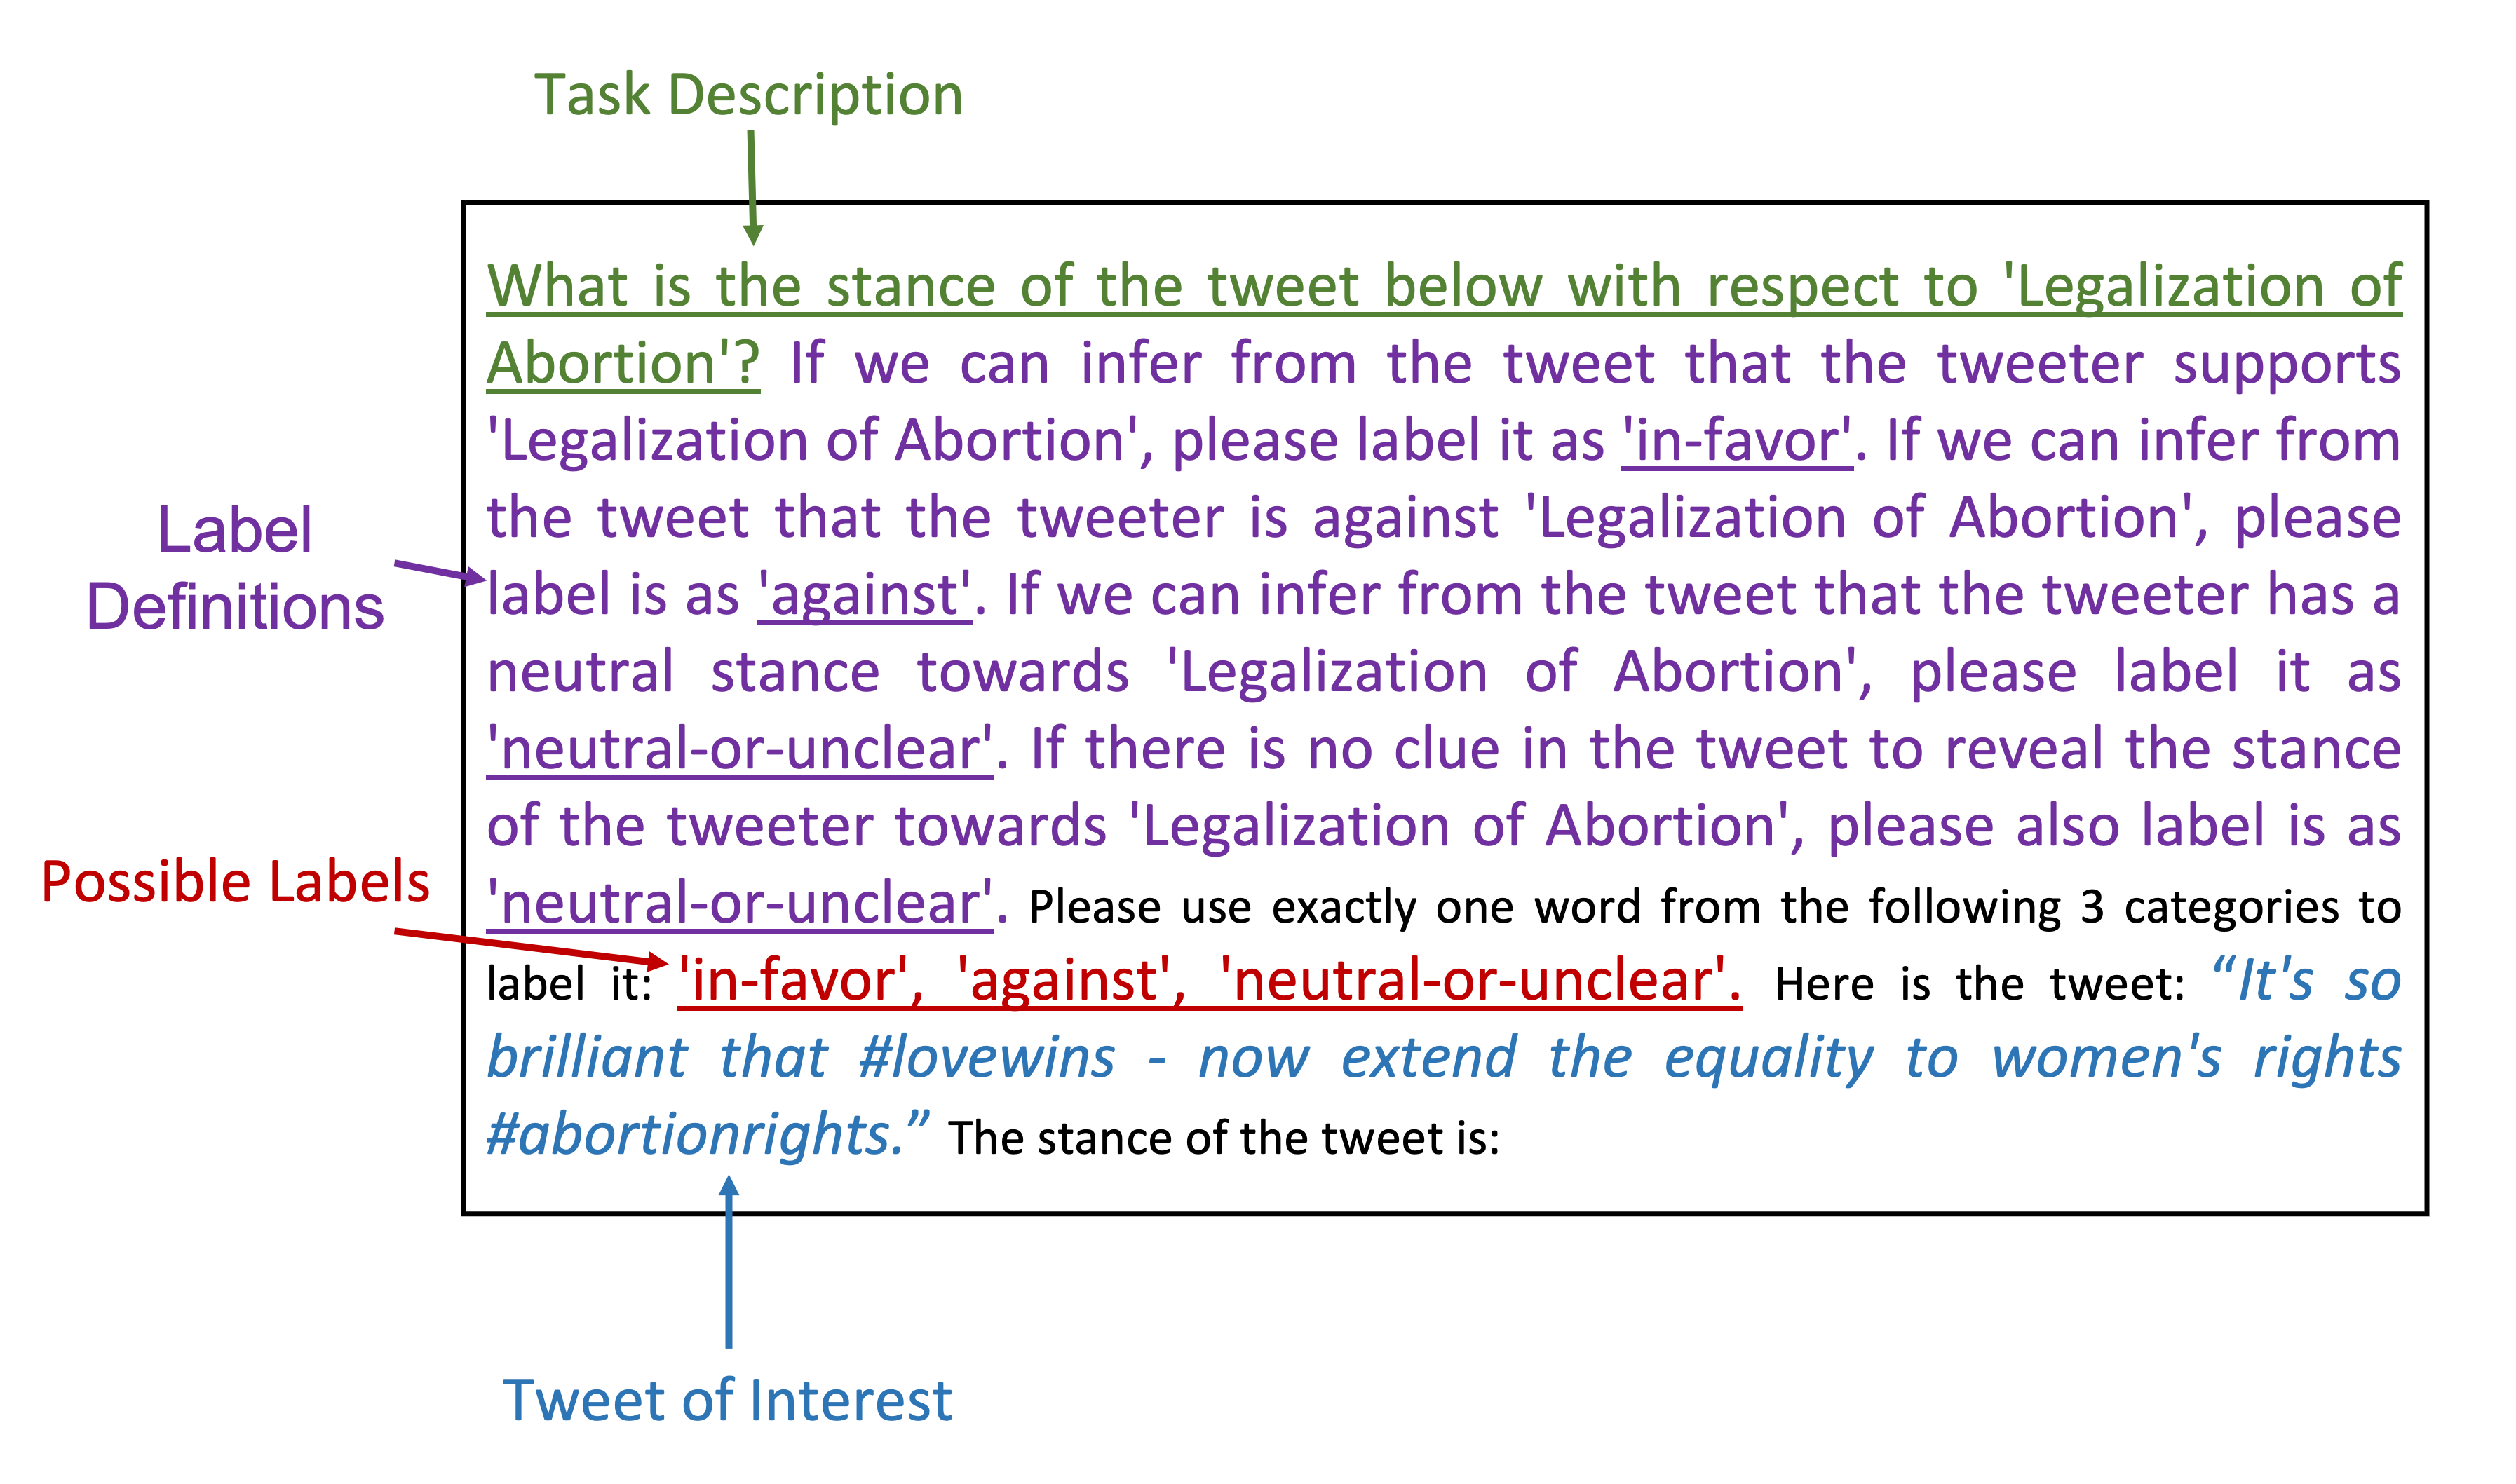 Task Description
What is the stance of the tweet below with respect to 'Legalization of
Abortion'? If we can infer from the tweet that the tweeter supports
'Legalization of Abortion', please label it as 'in-favor'. If we can infer from
the tweet that the tweeter is against 'Legalization of Abortion', please
label is as 'against'. If we can infer from the tweet that the tweeter has a
neutral stance towards 'Legalization of Abortion', please label it as
'neutral-or-unclear'. If there is no clue in the tweet to reveal the stance
of the tweeter towards 'Legalization of Abortion', please also label is as
'neutral-or-unclear'. Please use exactly one word from the following 3 categories to
label it: 'in-favor', 'against', 'neutral-or-unclear'. Here is the tweet: “It's so
brilliant that #lovewins - now extend the equality to women's rights
#abortionrights.” The stance of the tweet is:
Label
Definitions
Possible Labels
Tweet of Interest